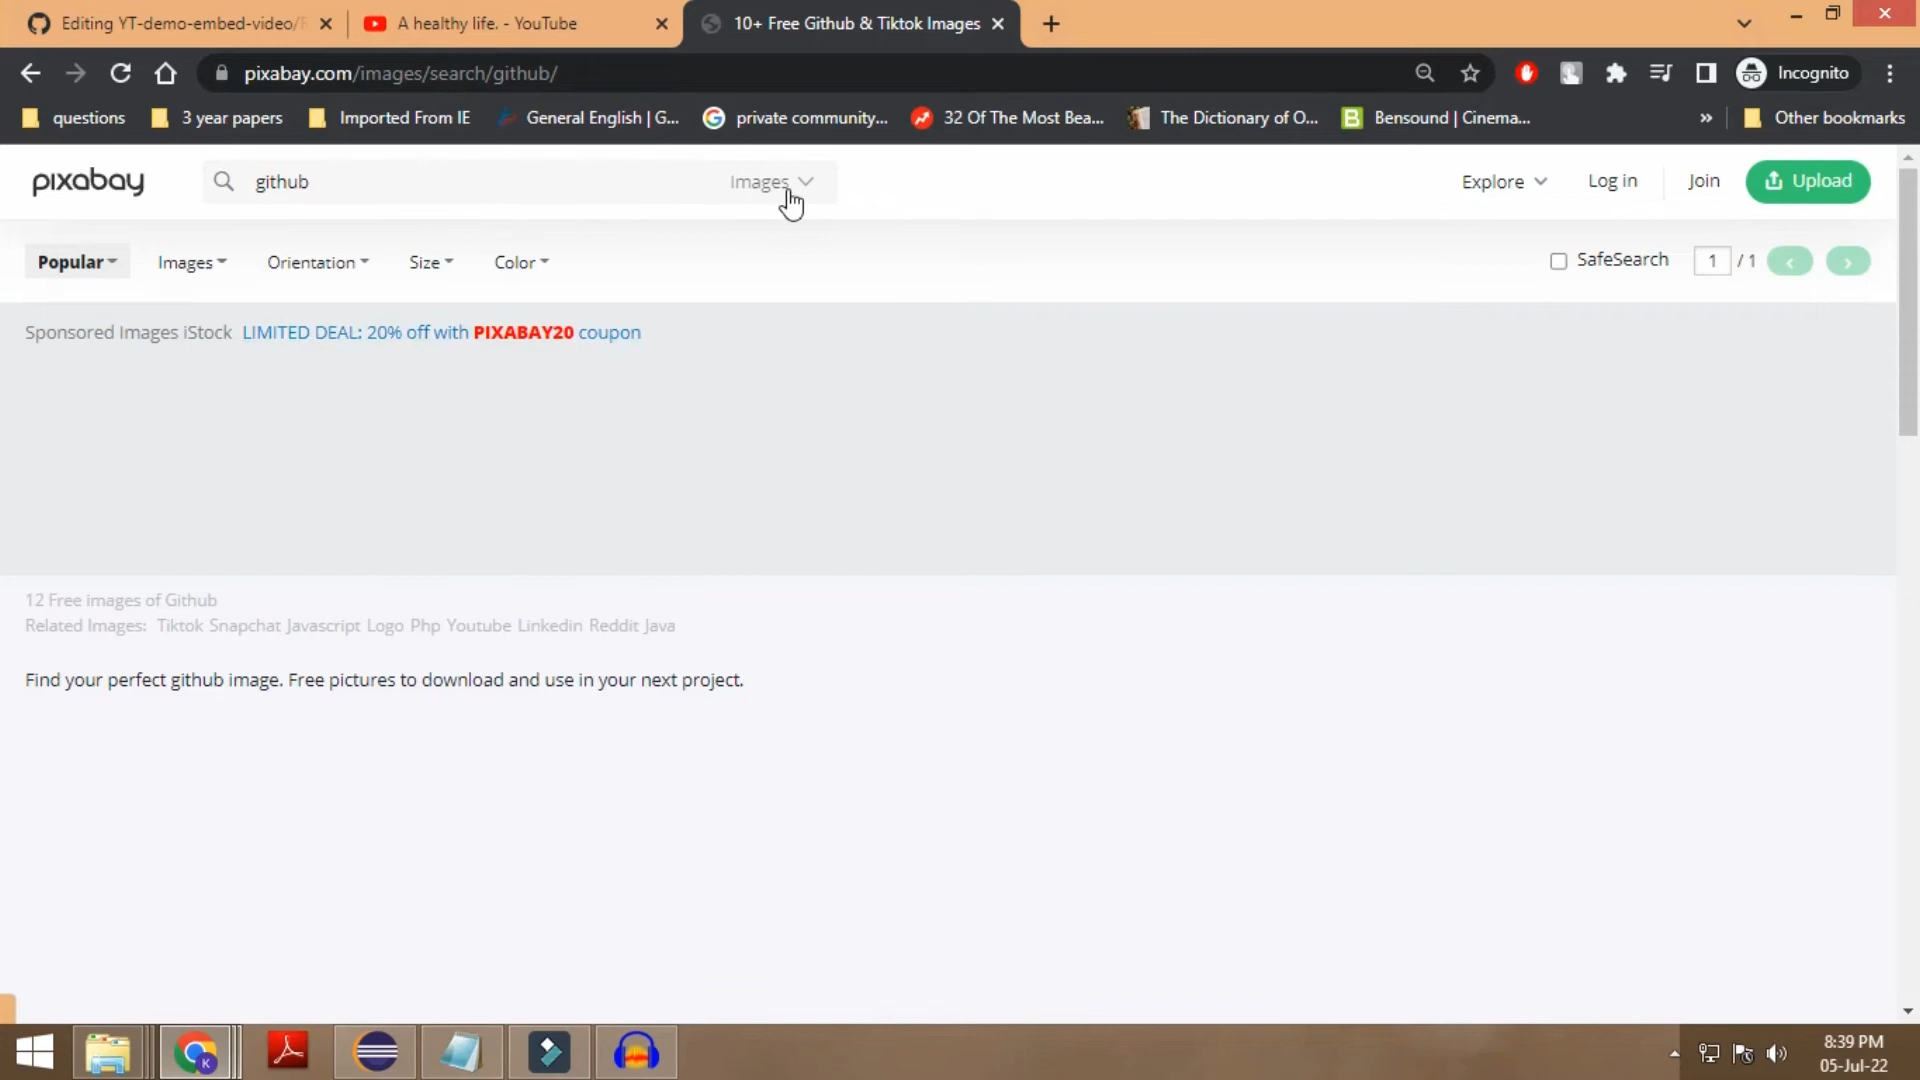 Editing YT-demo-embed-video/R
A healthy life. - YouTube
10+ Free Github & Tiktok Images
pixabay.com/images/search/github/
Incognito
questions
3 year papers
Imported From IE
General English | G...
private community...
32 Of The Most Bea...
The Dictionary of O...
Bensound | Cinema...
»
Other bookmarks
pixabay
github
Images
Explore
Log in
Join
Upload
Popular
Images
Orientation
Size
Color
SafeSearch
1 / 1
Sponsored Images iStock LIMITED DEAL: 20% off with PIXABAY20 coupon
12 Free images of Github
Related Images: Tiktok Snapchat Javascript Logo Php Youtube Linkedin Reddit Java
Find your perfect github image. Free pictures to download and use in your next project.
K
8:39 PM
05-Jul-22